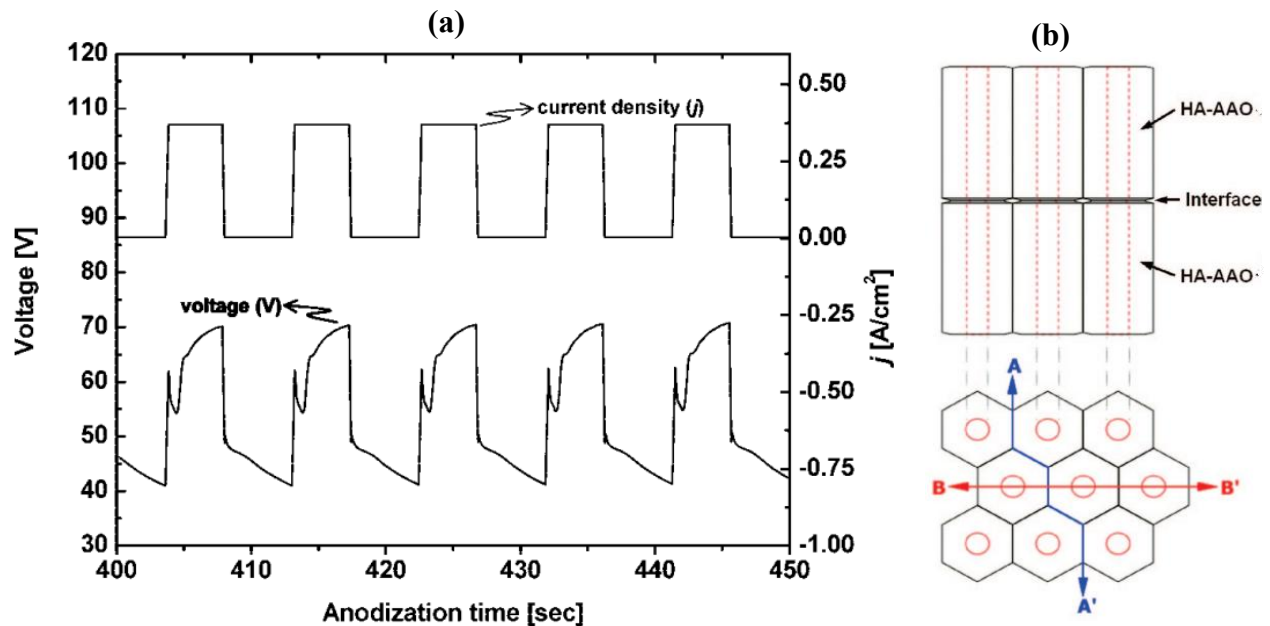 (a)
120
110
100
90
80
70
60
50
40
30
Voltage [V]
current density (j)
voltage (V)
0.50
0.25
0.00
-0.25
-0.50
-0.75
-1.00
j [A/cm²]
400
410
420
430
440
450
Anodization time [sec]
(b)
HA-AAO
Interface
HA-AAO
A
B
B'
A'